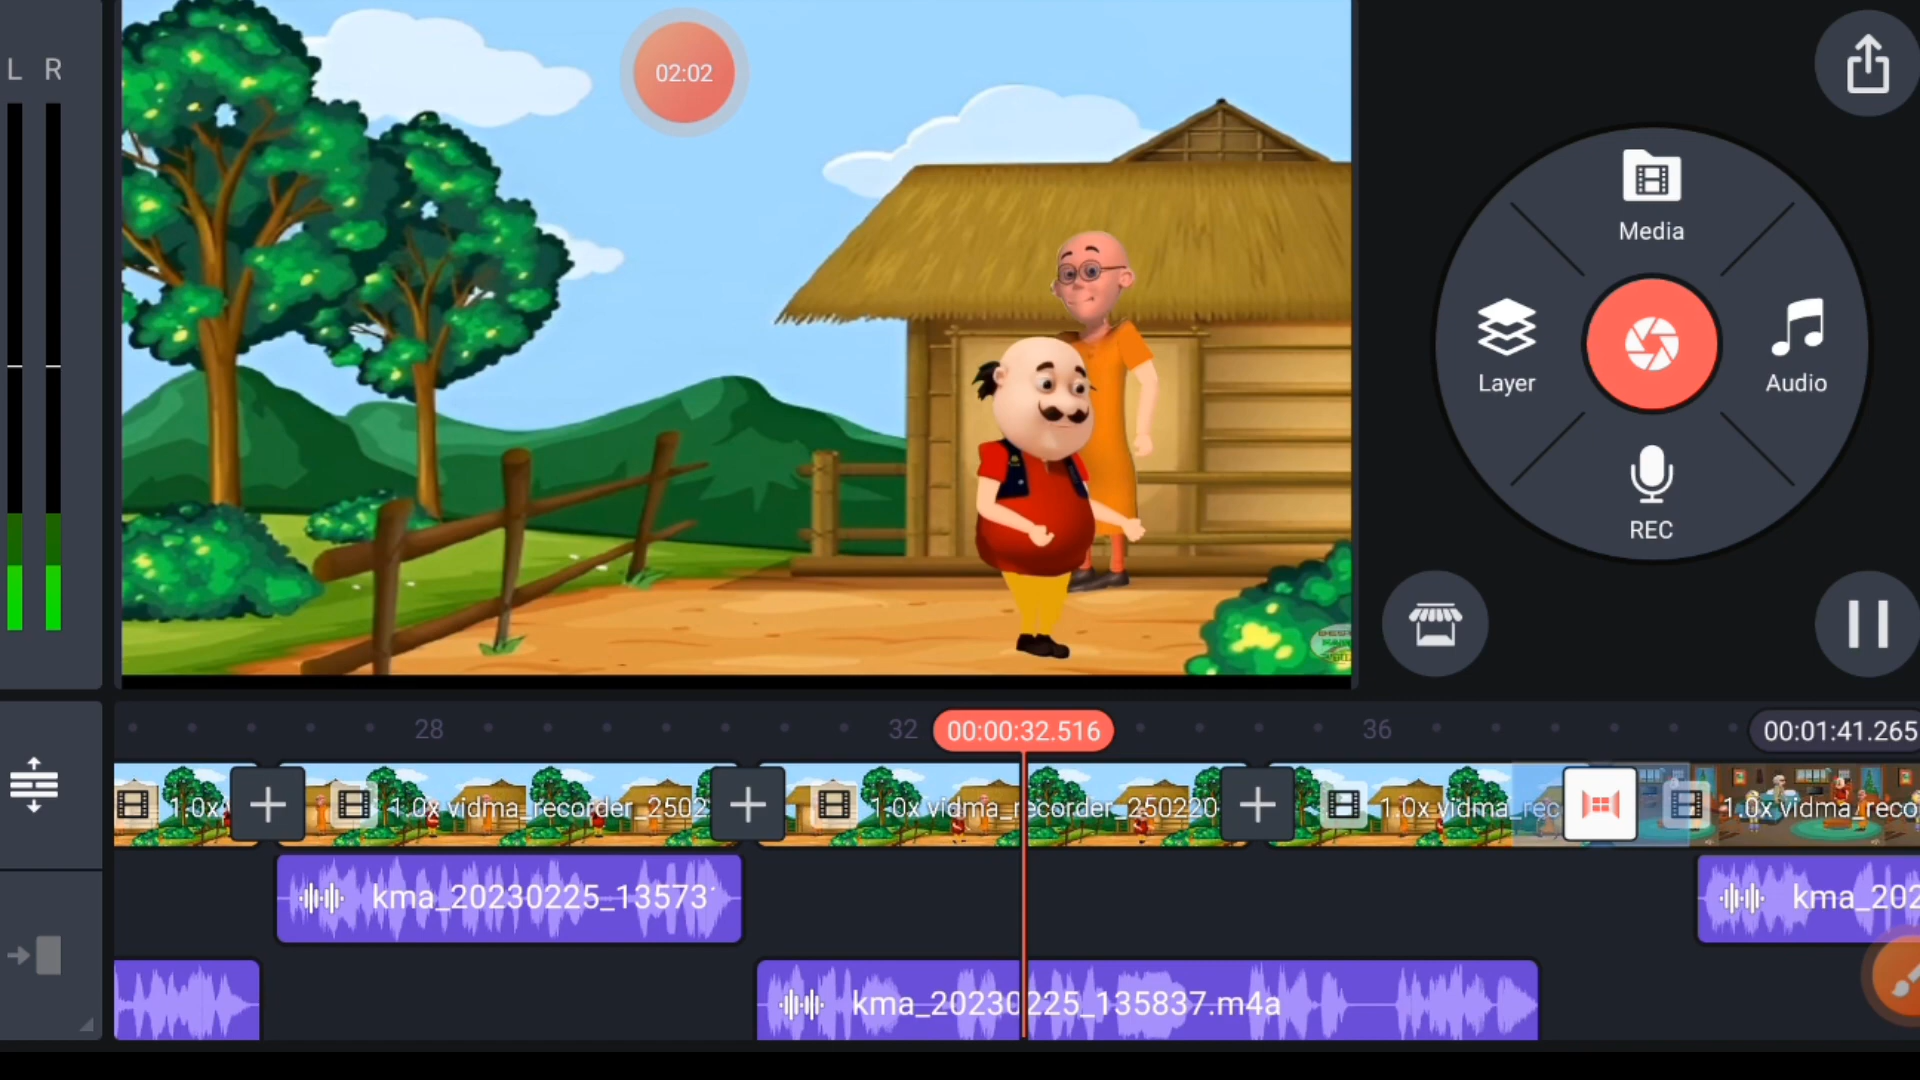 L R
02:02
Media
Layer
Audio
REC
28
32
00:00:32.516
36
00:01:41.265
1.0x
1.0x vidma_recorder_2502
1.0x vidma_recorder_250220
1.0x vidma_rec
1.0x vidma_reco
kma_20230225_13573
kma_202
kma_20230225_135837.m4a